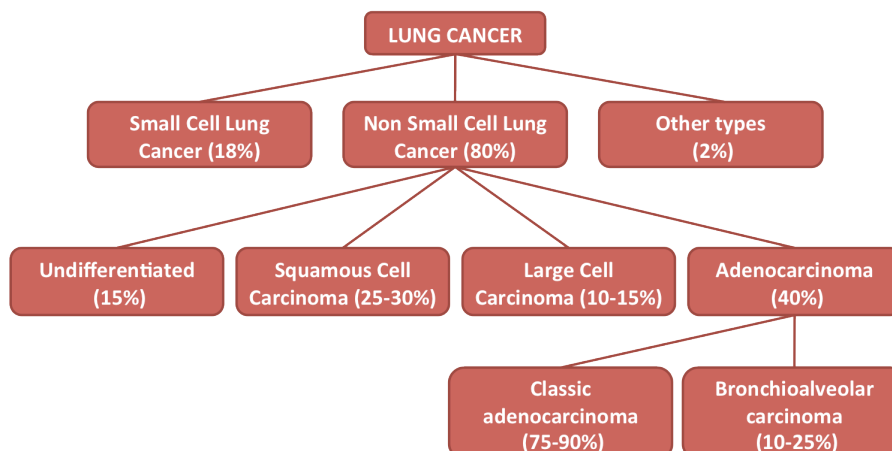 LUNG CANCER
Small Cell Lung
Cancer (18%)
Non Small Cell Lung
Cancer (80%)
Other types
(2%)
Undifferentiated
(15%)
Squamous Cell
Carcinoma (25-30%)
Large Cell
Carcinoma (10-15%)
Adenocarcinoma
(40%)
Classic
adenocarcinoma
(75-90%)
Bronchioalveolar
carcinoma
(10-25%)